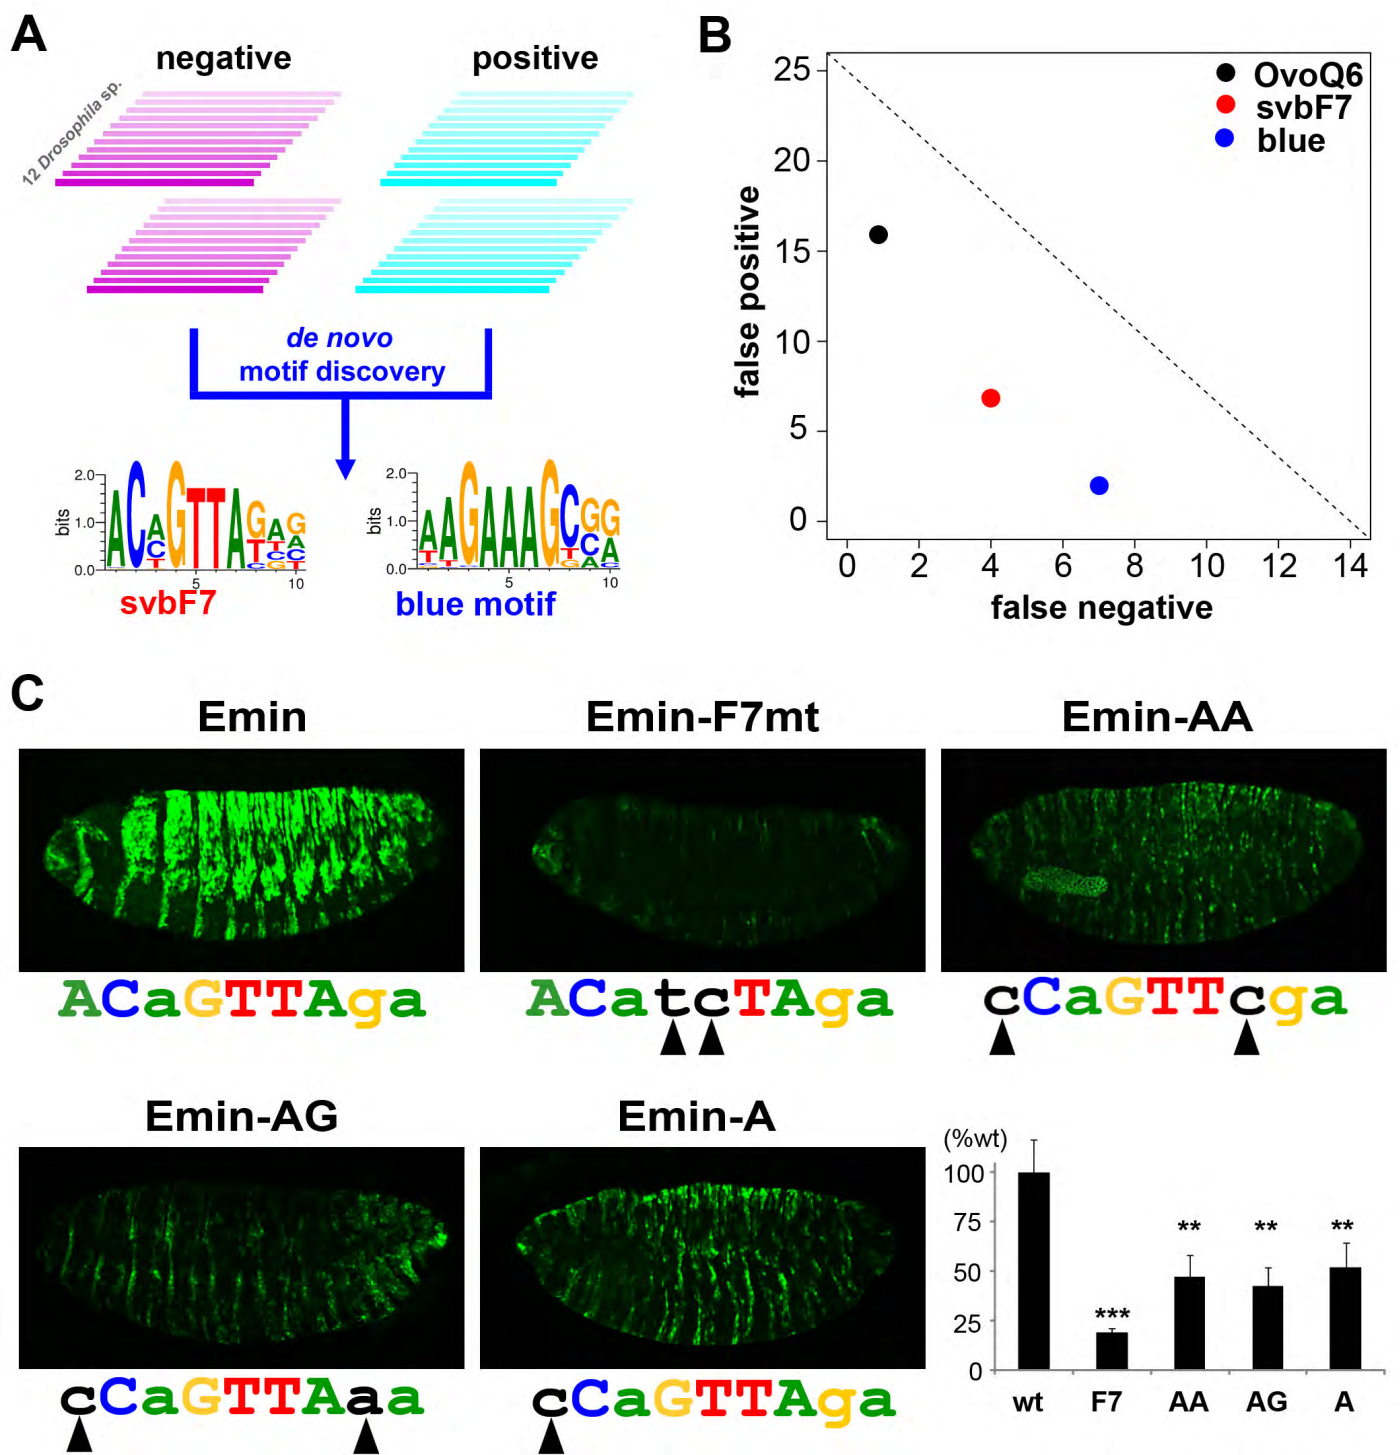 A
negative
positive
12 Drosophila sp.
de novo
motif discovery
2.0
bits
1.0
0.0
5
10
svbF7
2.0
bits
1.0
0.0
5
10
blue motif
B
25
20
15
10
5
0
false positive
0 2 4 6 8 10 12 14
false negative
OvoQ6
svbF7
blue
C
Emin
ACaGTTAga
Emin-F7mt
ACatcTAga
Emin-AA
cCaGTTcga
Emin-AG
cCaGTTAaa
Emin-A
cCaGTTAga
(%wt)
100
75
50
25
0
***
**
**
**
wt F7 AA AG A